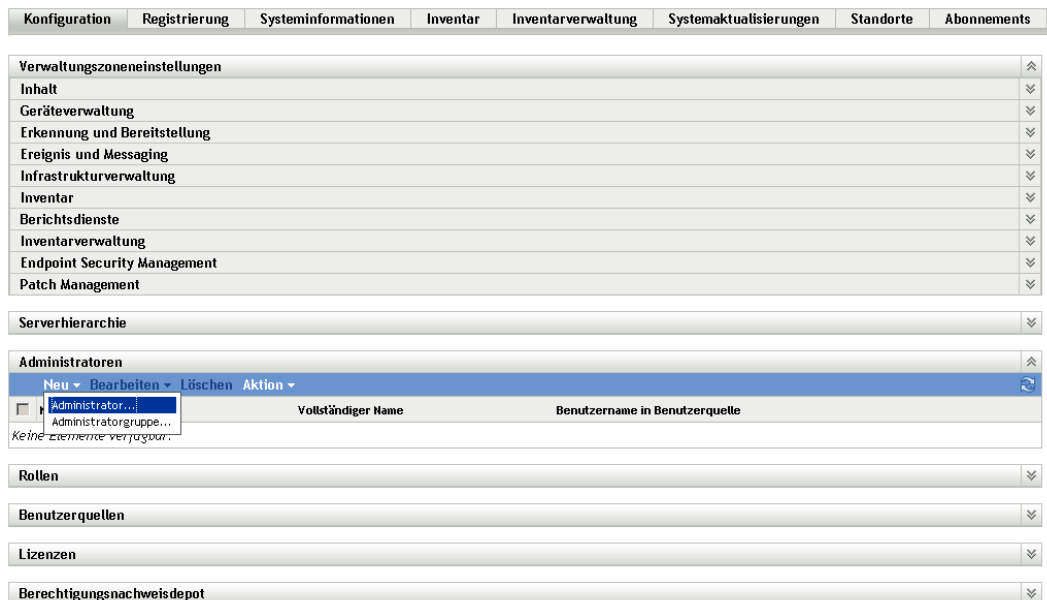 Konfiguration Registrierung Systeminformationen Inventar Inventarverwaltung Systemaktualisierungen Standorte Abonnements
Verwaltungszoneneinstellungen
Inhalt
Geräteverwaltung
Erkennung und Bereitstellung
Ereignis und Messaging
Infrastrukturverwaltung
Inventar
Berichtsdienste
Inventarverwaltung
Endpoint Security Management
Patch Management
Serverhierarchie
Administratoren
Neu Bearbeiten Löschen Aktion
Administrator...
Vollständiger Name Benutzername in Benutzerquelle
Administratorgruppe...
Keine Elemente verfügbar.
Rollen
Benutzerquellen
Lizenzen
Berechtigungsnachweisdepot